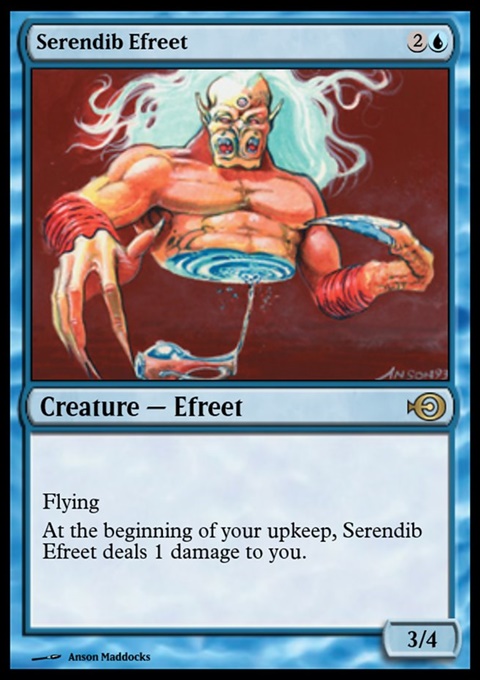 Serendib Efreet 2
ANSON93
Creature — Efreet
Flying
At the beginning of your upkeep, Serendib
Efreet deals 1 damage to you.
3/4
Anson Maddocks